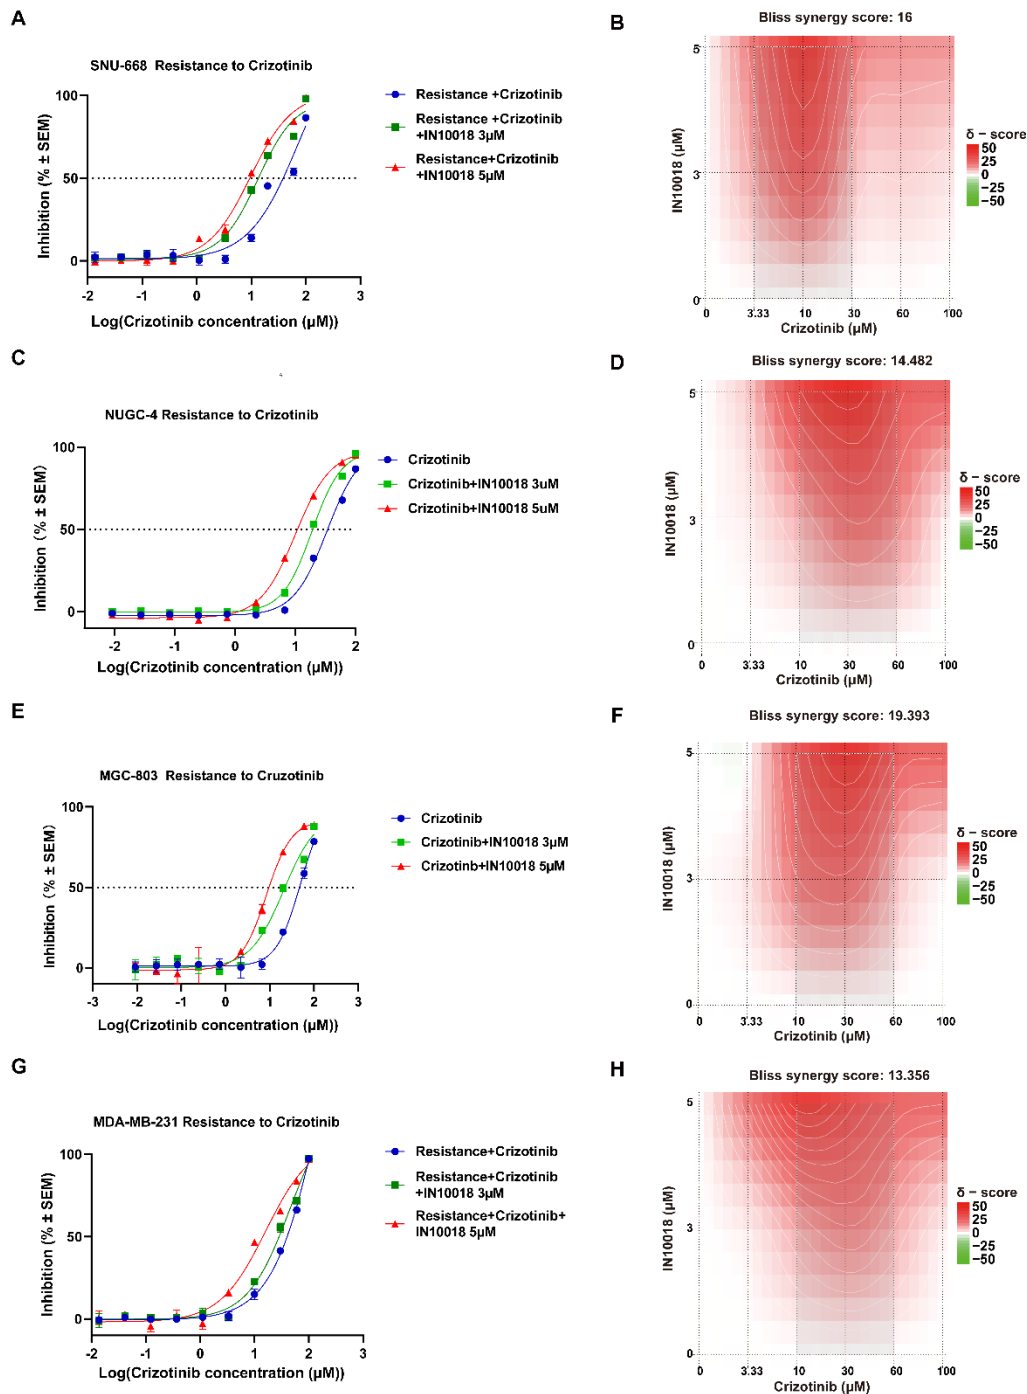 A
SNU-668  Resistance to Crizotinib
Inhibition (% ± SEM)
100
50
0
-2
-1
0
1
2
3
Log(Crizotinib concentration (µM))
Resistance +Crizotinib
Resistance +Crizotinib
+IN10018 3µM
Resistance+Crizotinib
+IN10018 5µM
B
Bliss synergy score: 16
IN10018 (µM)
5
3
0
0
3.33
10
30
100
Crizotinib (µM)
δ – score
50
25
0
−25
−50
C
NUGC-4 Resistance to Crizotinib
Inhibition (% ± SEM)
100
50
0
-2
-1
0
1
2
Log(Crizotinib concentration (µM))
Crizotinib
Crizotinib+IN10018 3uM
Crizotinib+IN10018 5uM
D
Bliss synergy score: 14.482
IN10018 (µM)
5
3
0
0
3.33
10
30
60
100
Crizotinib (µM)
δ – score
50
25
0
−25
−50
E
MGC-803  Resistance to Cruzotinib
Inhibition (% ± SEM)
100
50
0
-3
-2
-1
0
1
2
3
Log(Crizotinib concentration (µM))
Crizotinib
Crizotinib+IN10018 3µM
Crizotinib+IN10018 5µM
F
Bliss synergy score: 19.393
IN10018 (µM)
5
3
0
0
3.33
10
30
60
100
Crizotinib (µM)
δ – score
50
25
0
−25
−50
G
MDA-MB-231 Resistance to Crizotinib
Inhibition (% ± SEM)
100
50
0
-2
-1
0
1
2
3
Log(Crizotinib concentration (µM))
Resistance+Crizotinib
Resistance+Crizotinib
+IN10018 3µM
Resistance+Crizotinib+
IN10018 5µM
H
Bliss synergy score: 13.356
IN10018 (µM)
5
3
0
0
3.33
10
30
60
100
Crizotinib (µM)
δ – score
50
25
0
−25
−50